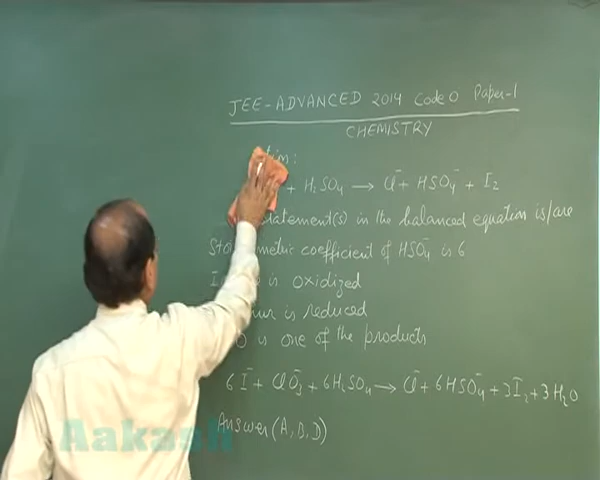 JEE-ADVANCED 2014 Code 0 Paper-1
CHEMISTRY
+ H₂SO₄ → Cl⁻ + HSO₄⁻ + I₂
statement(s) in the balanced equation is/are
metric coefficient of HSO₄⁻ is 6
is oxidized
is reduced
is one of the products
6I⁻ + ClO₃⁻ + 6H₂SO₄ → Cl⁻ + 6HSO₄⁻ + 3I₂ + 3H₂O
Answer (A, B, D)
Aakash